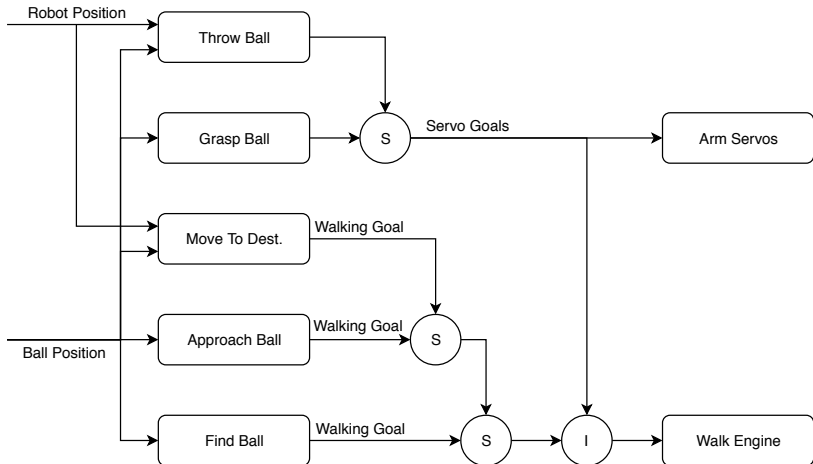 Robot Position
Throw Ball
Grasp Ball
S
Servo Goals
Arm Servos
Move To Dest.
Walking Goal
Ball Position
Approach Ball
Walking Goal
S
Find Ball
Walking Goal
S
I
Walk Engine